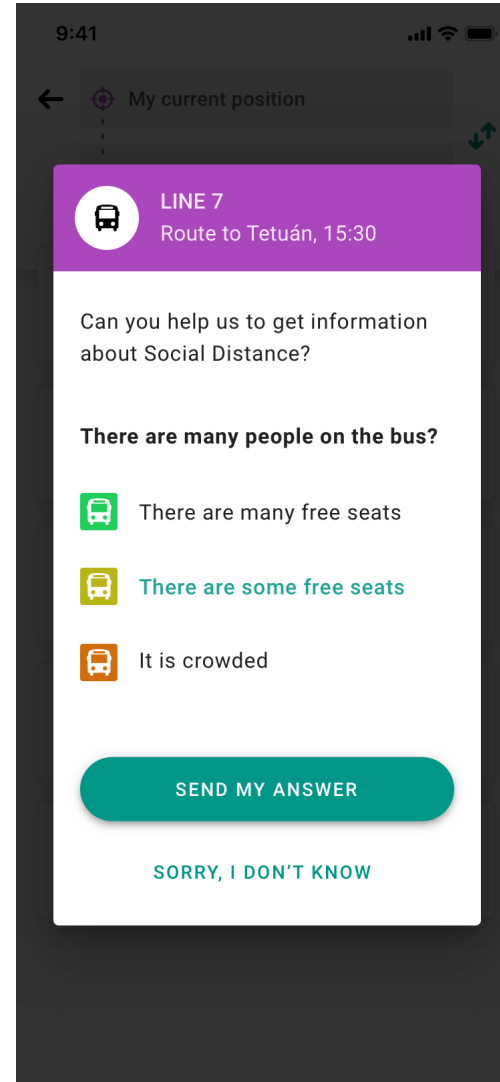 9:41
My current position
LINE 7
Route to Tetuán, 15:30
Can you help us to get information
about Social Distance?
There are many people on the bus?
There are many free seats
There are some free seats
It is crowded
SEND MY ANSWER
SORRY, I DON’T KNOW